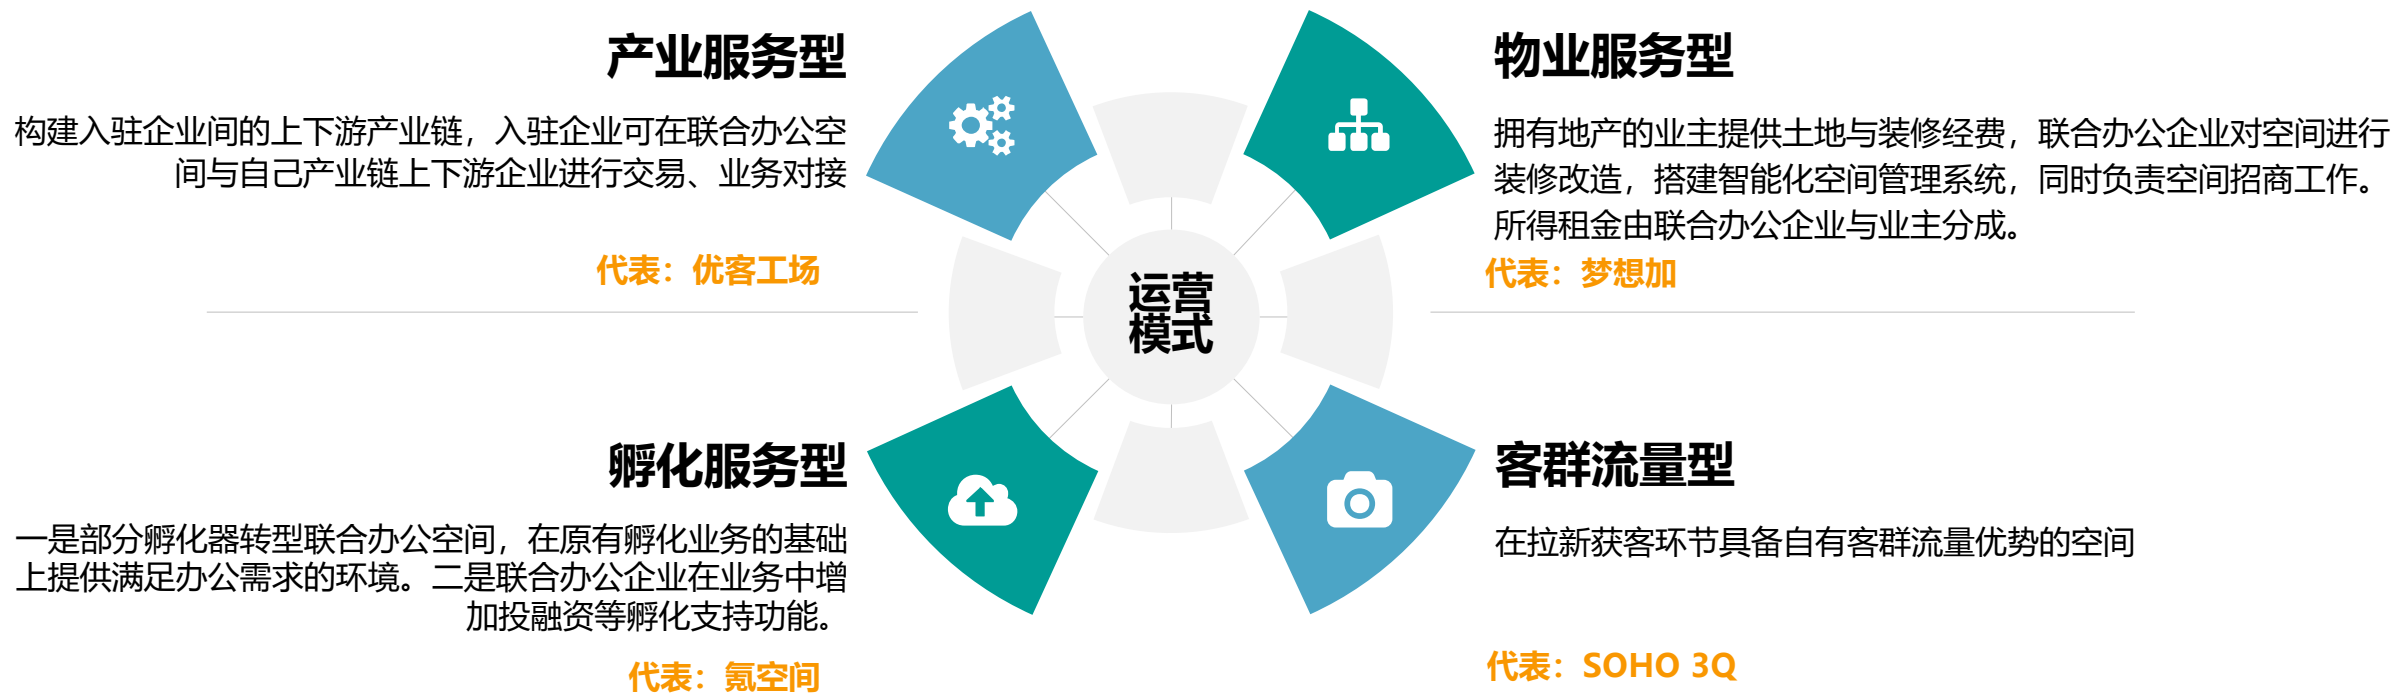 产业服务型
构建入驻企业间的上下游产业链，入驻企业可在联合办公空
间与自己产业链上下游企业进行交易、业务对接
代表：优客工场
物业服务型
拥有地产的业主提供土地与装修经费，联合办公企业对空间进行
装修改造，搭建智能化空间管理系统，同时负责空间招商工作。
所得租金由联合办公企业与业主分成。
代表：梦想加
运营
模式
孵化服务型
一是部分孵化器转型联合办公空间，在原有孵化业务的基础
上提供满足办公需求的环境。二是联合办公企业在业务中增
加投融资等孵化支持功能。
代表：氪空间
客群流量型
在拉新获客环节具备自有客群流量优势的空间
代表：SOHO 3Q